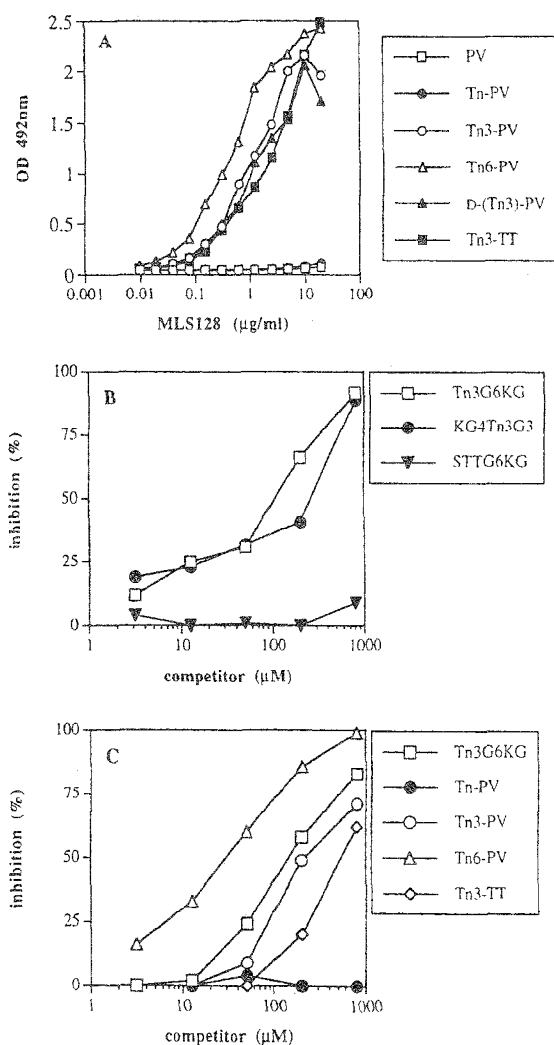 A
OD 492nm
2.5
2
1.5
1
0.5
0
0.001 0.01 0.1 1 10 100
MLS128 (µg/ml)
PV
Tn-PV
Tn3-PV
Tn6-PV
D-(Tn3)-PV
Tn3-TT
B
inhibition (%)
100
75
50
25
0
1 10 100 1000
competitor (µM)
Tn3G6KG
KG4Tn3G3
STTG6KG
C
inhibition (%)
100
75
50
25
0
1 10 100 1000
competitor (µM)
Tn3G6KG
Tn-PV
Tn3-PV
Tn6-PV
Tn3-TT